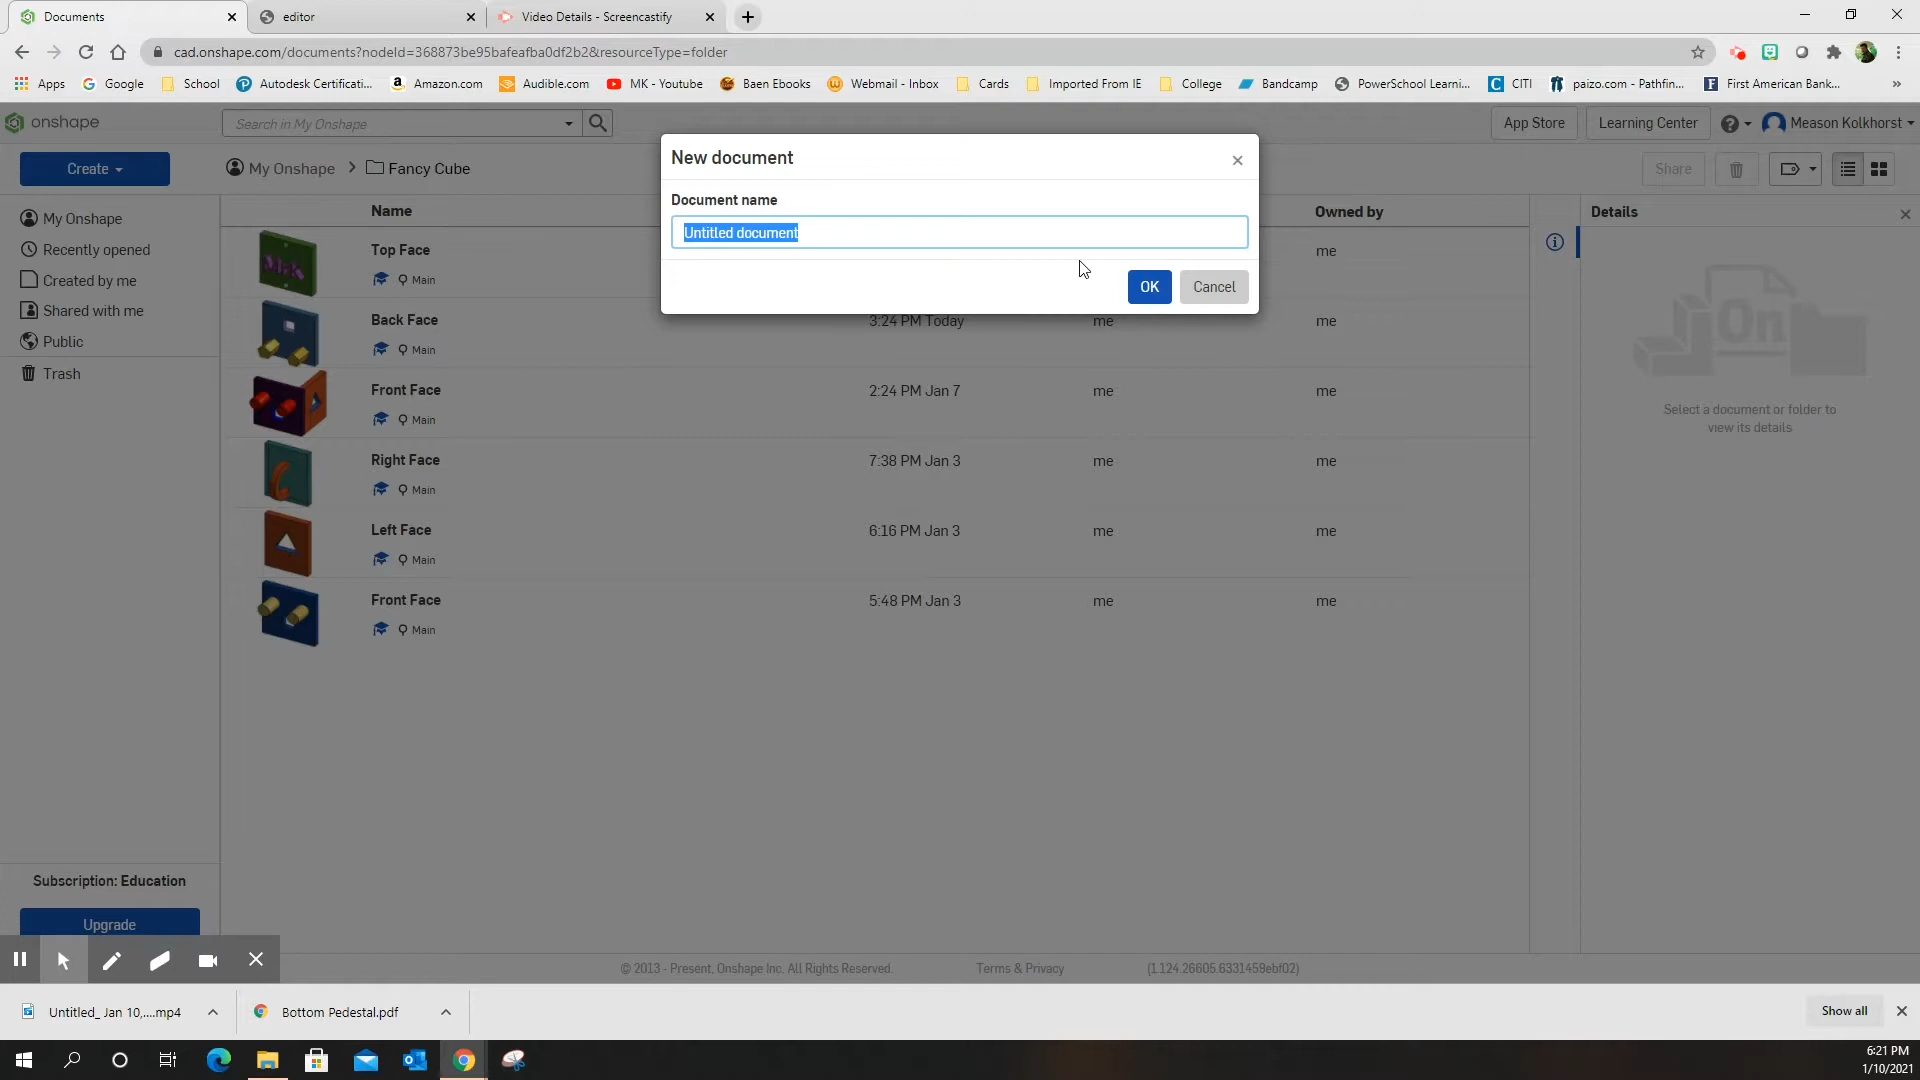 Documents
editor
Video Details - Screencastify
cad.onshape.com/documents?nodeId=368873be95bafeafba0df2b2&resourceType=folder
Apps Google School Autodesk Certificati... Amazon.com Audible.com MK - Youtube Baen Ebooks Webmail - Inbox Cards Imported From IE College Bandcamp PowerSchool Learni... CITI paizo.com - Pathfin... First American Bank... »
onshape
Search in My Onshape
App Store
Learning Center
Meason Kolkhorst
Create
My Onshape > Fancy Cube
Share
New document
Document name
Untitled document
OK
Cancel
My Onshape
Recently opened
Created by me
Shared with me
Public
Trash
Name
Owned by
Top Face
Main
me
Back Face
Main
3:24 PM Today
me
me
Front Face
Main
2:24 PM Jan 7
me
me
Right Face
Main
7:38 PM Jan 3
me
me
Left Face
Main
6:16 PM Jan 3
me
me
Front Face
Main
5:48 PM Jan 3
me
me
Details
Select a document or folder to
view its details
Subscription: Education
Upgrade
© 2013 - Present, Onshape Inc. All Rights Reserved.
Terms & Privacy
(1.124.26605.6331459ebf02)
Untitled_ Jan 10,....mp4
Bottom Pedestal.pdf
Show all
6:21 PM
1/10/2021